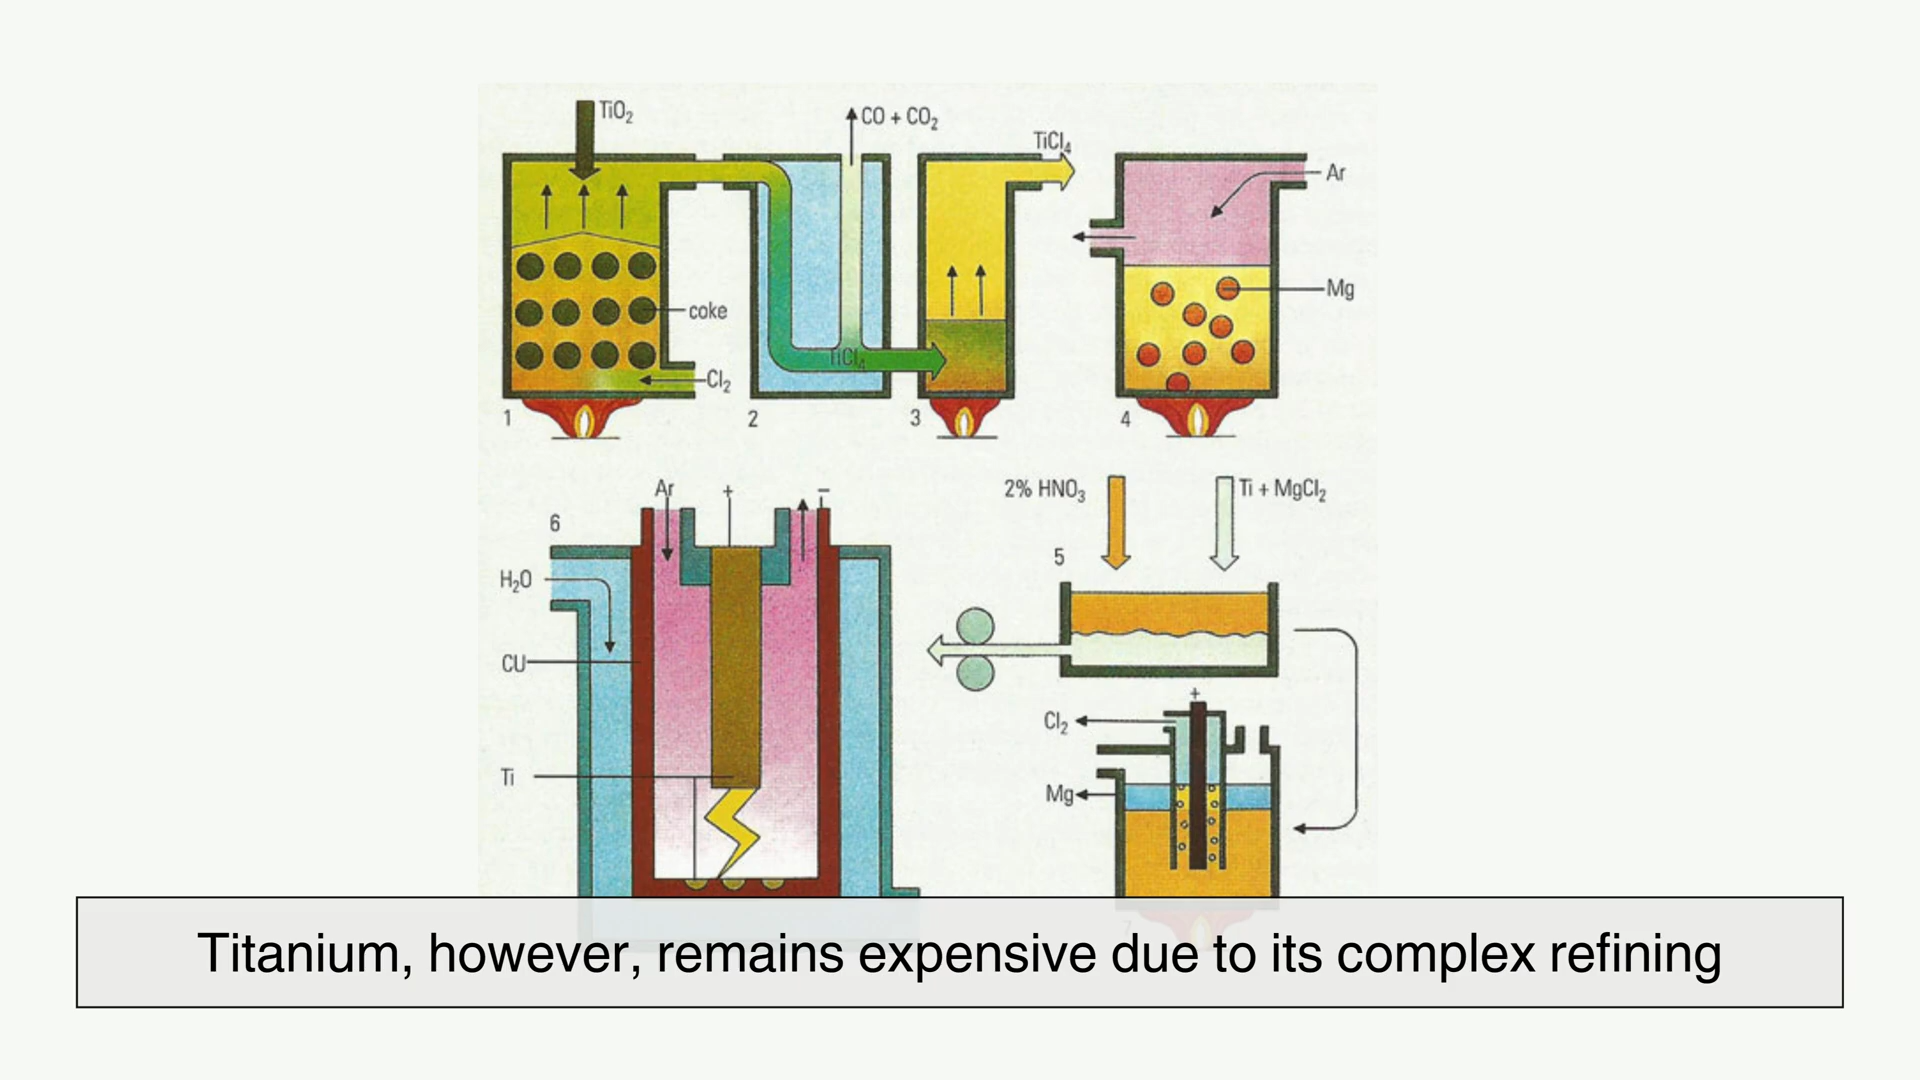 TiO₂
CO + CO₂
TiCl₄
Ar
Mg
coke
TiCl₄
Cl₂
1
2
3
4
Ar
+
−
2% HNO₃
Ti + MgCl₂
6
5
H₂O
CU
+
Cl₂
Ti
Mg
7
Titanium, however, remains expensive due to its complex refining